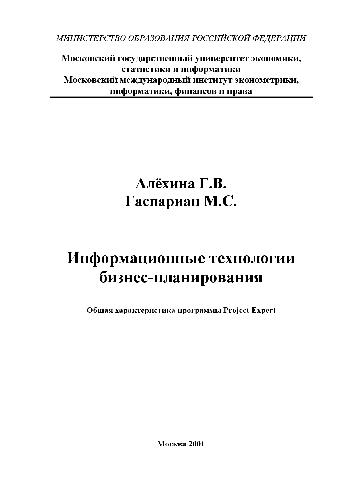 МИНИСТЕРСТВО ОБРАЗОВАНИЯ РОССИЙСКОЙ ФЕДЕРАЦИИ
Московский государственный университет экономики,
статистики и информатики
Московский международный институт эконометрики,
информатики, финансов и права
Алёхина Г.В.
Гаспариан М.С.
Информационные технологии
бизнес-планирования
Общая характеристика программы Project Expert
Москва 2001